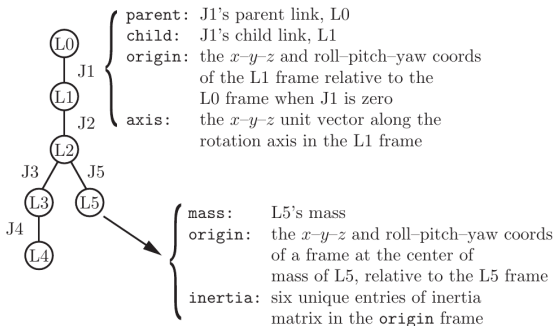 parent: J1's parent link, L0
child: J1's child link, L1
origin: the x–y–z and roll–pitch–yaw coords
of the L1 frame relative to the
L0 frame when J1 is zero
axis: the x–y–z unit vector along the
rotation axis in the L1 frame
L0
J1
L1
J2
L2
J3
J5
L3
L5
J4
L4
mass: L5's mass
origin: the x–y–z and roll–pitch–yaw coords
of a frame at the center of
mass of L5, relative to the L5 frame
inertia: six unique entries of inertia
matrix in the origin frame